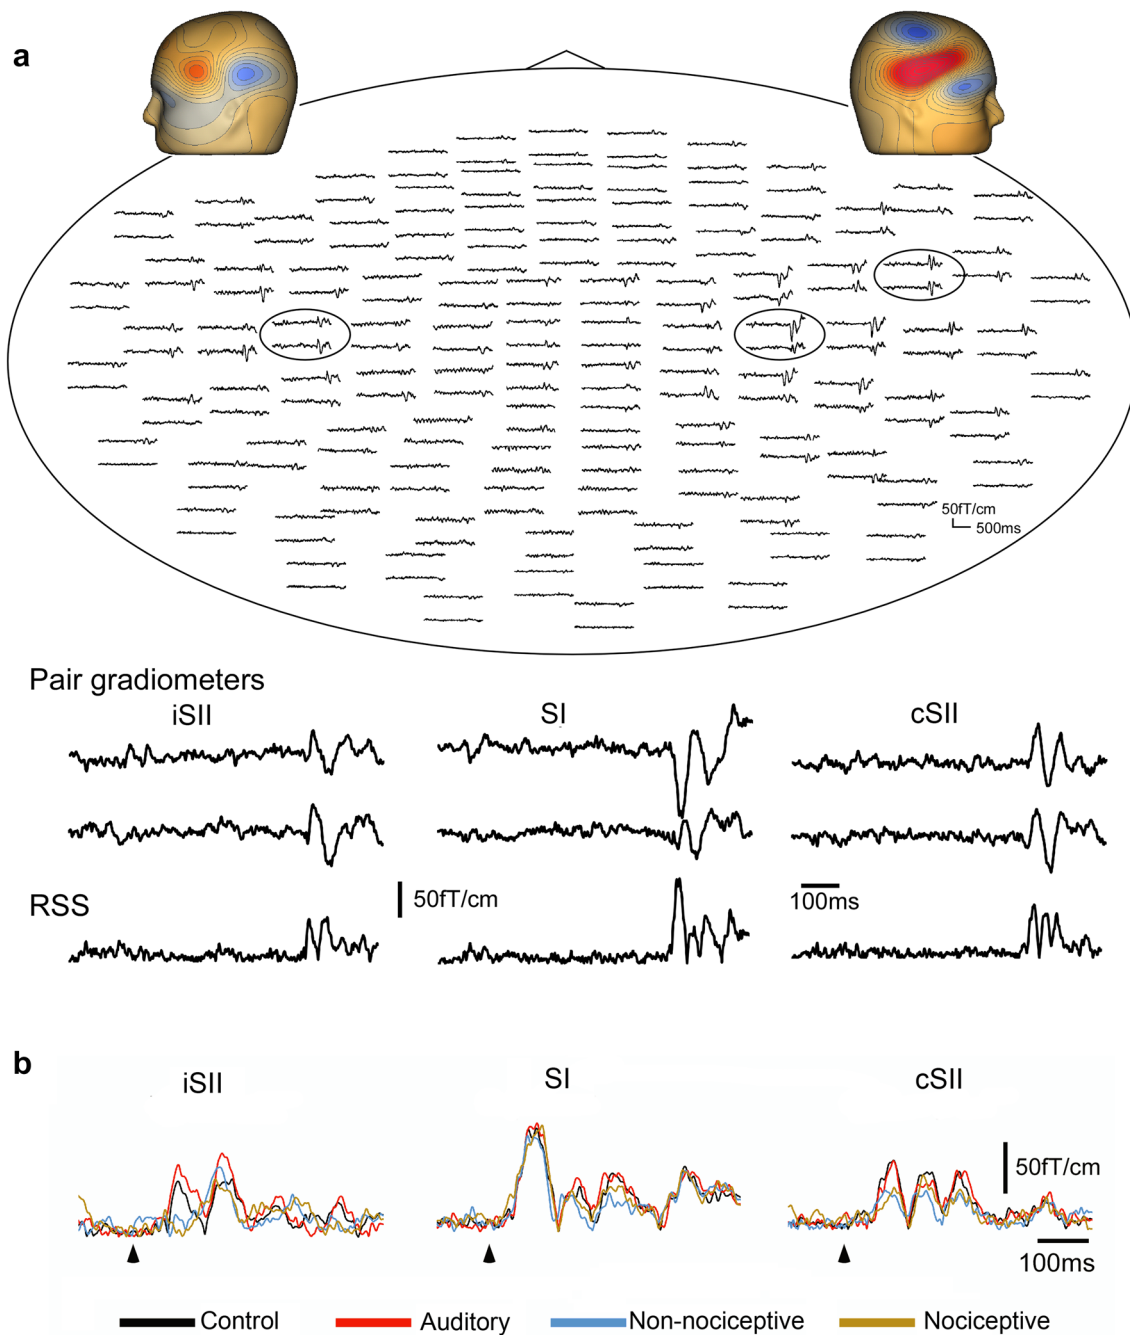 a
50fT/cm
500ms
Pair gradiometers
iSII SI cSII
RSS
50fT/cm
100ms
b
iSII SI cSII
50fT/cm
100ms
Control Auditory Non-nociceptive Nociceptive